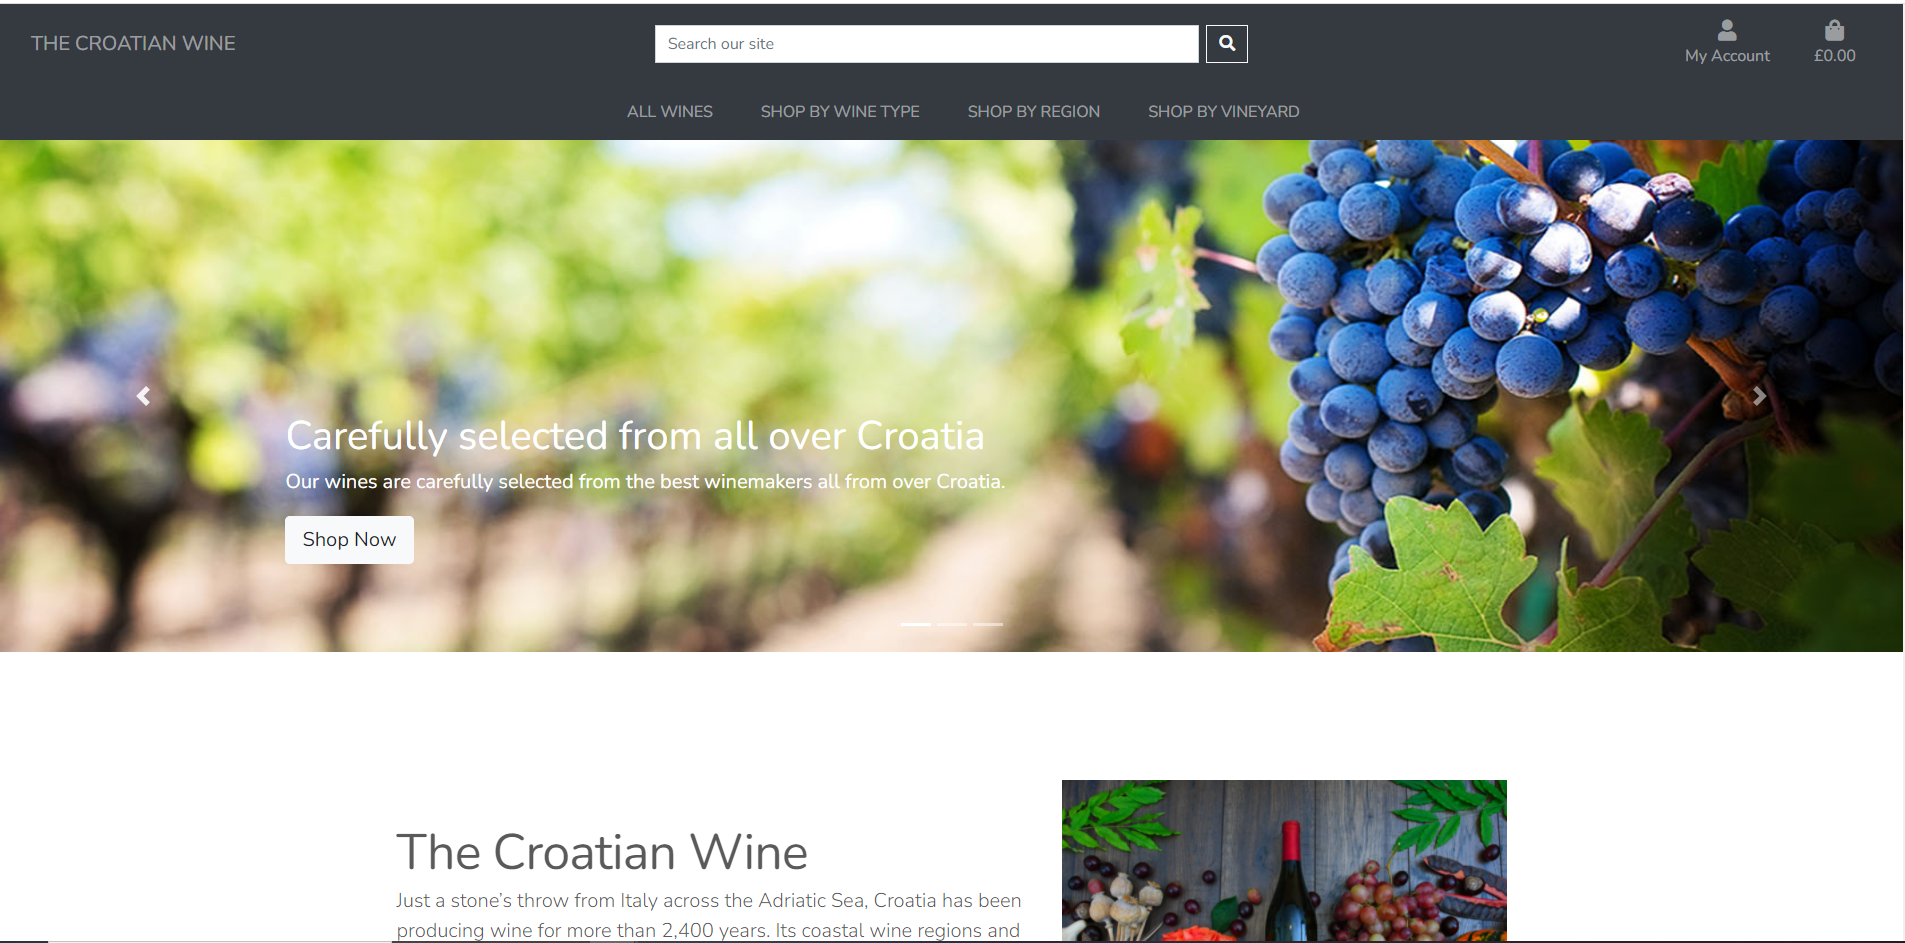 THE CROATIAN WINE
Search our site
My Account
£0.00
ALL WINES
SHOP BY WINE TYPE
SHOP BY REGION
SHOP BY VINEYARD
Carefully selected from all over Croatia
Our wines are carefully selected from the best winemakers all from over Croatia.
Shop Now
The Croatian Wine
Just a stone’s throw from Italy across the Adriatic Sea, Croatia has been
producing wine for more than 2,400 years. Its coastal wine regions and